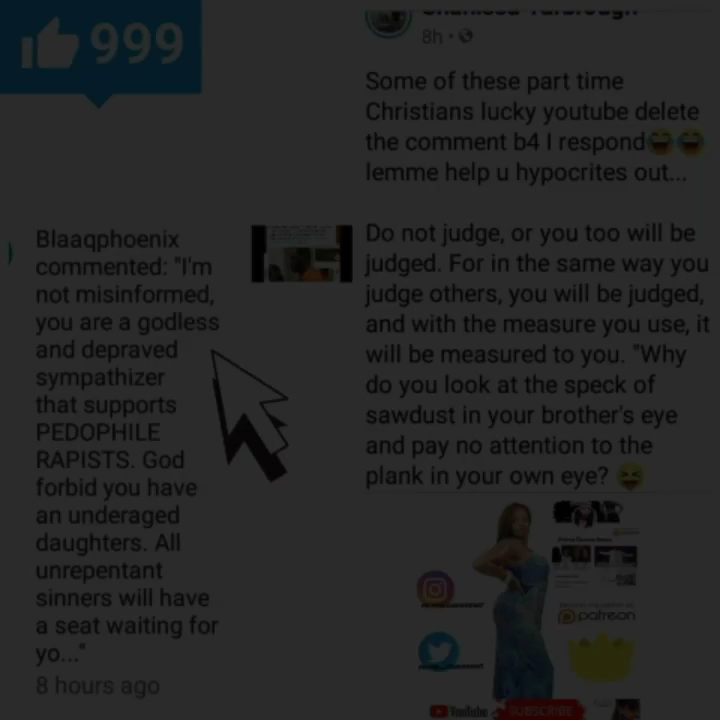 999
8h
Some of these part time
Christians lucky youtube delete
the comment b4 I respond😂😂
lemme help u hypocrites out...
Do not judge, or you too will be
judged. For in the same way you
judge others, you will be judged,
and with the measure you use, it
will be measured to you. "Why
do you look at the speck of
sawdust in your brother's eye
and pay no attention to the
plank in your own eye? 😝
Blaaqphoenix
commented: "I'm
not misinformed,
you are a godless
and depraved
sympathizer
that supports
PEDOPHILE
RAPISTS. God
forbid you have
an underaged
daughters. All
unrepentant
sinners will have
a seat waiting for
yo..."
8 hours ago
patreon
YouTube
SUBSCRIBE